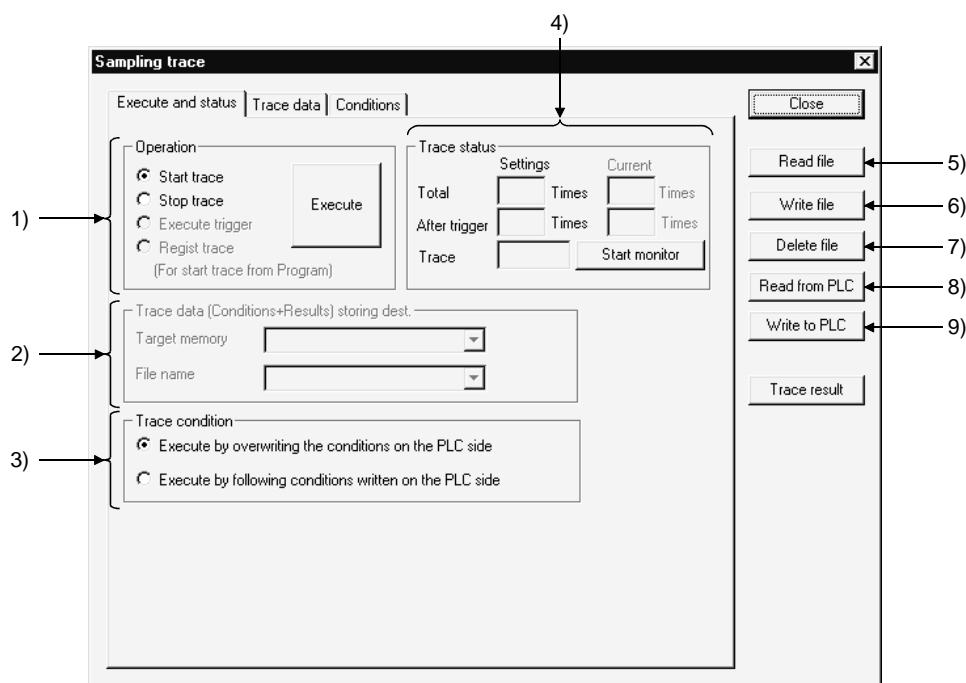 4)
Sampling trace
Execute and status Trace data Conditions
Close
Operation
Start trace
Stop trace
Execute trigger
Regist trace
(For start trace from Program)
Execute
1)
Trace status
Settings Current
Total Times Times
After trigger Times Times
Trace Start monitor
Read file 5)
Write file 6)
Delete file 7)
Read from PLC 8)
Write to PLC 9)
Trace result
2)
Trace data (Conditions+Results) storing dest.
Target memory
File name
3)
Trace condition
Execute by overwriting the conditions on the PLC side
Execute by following conditions written on the PLC side